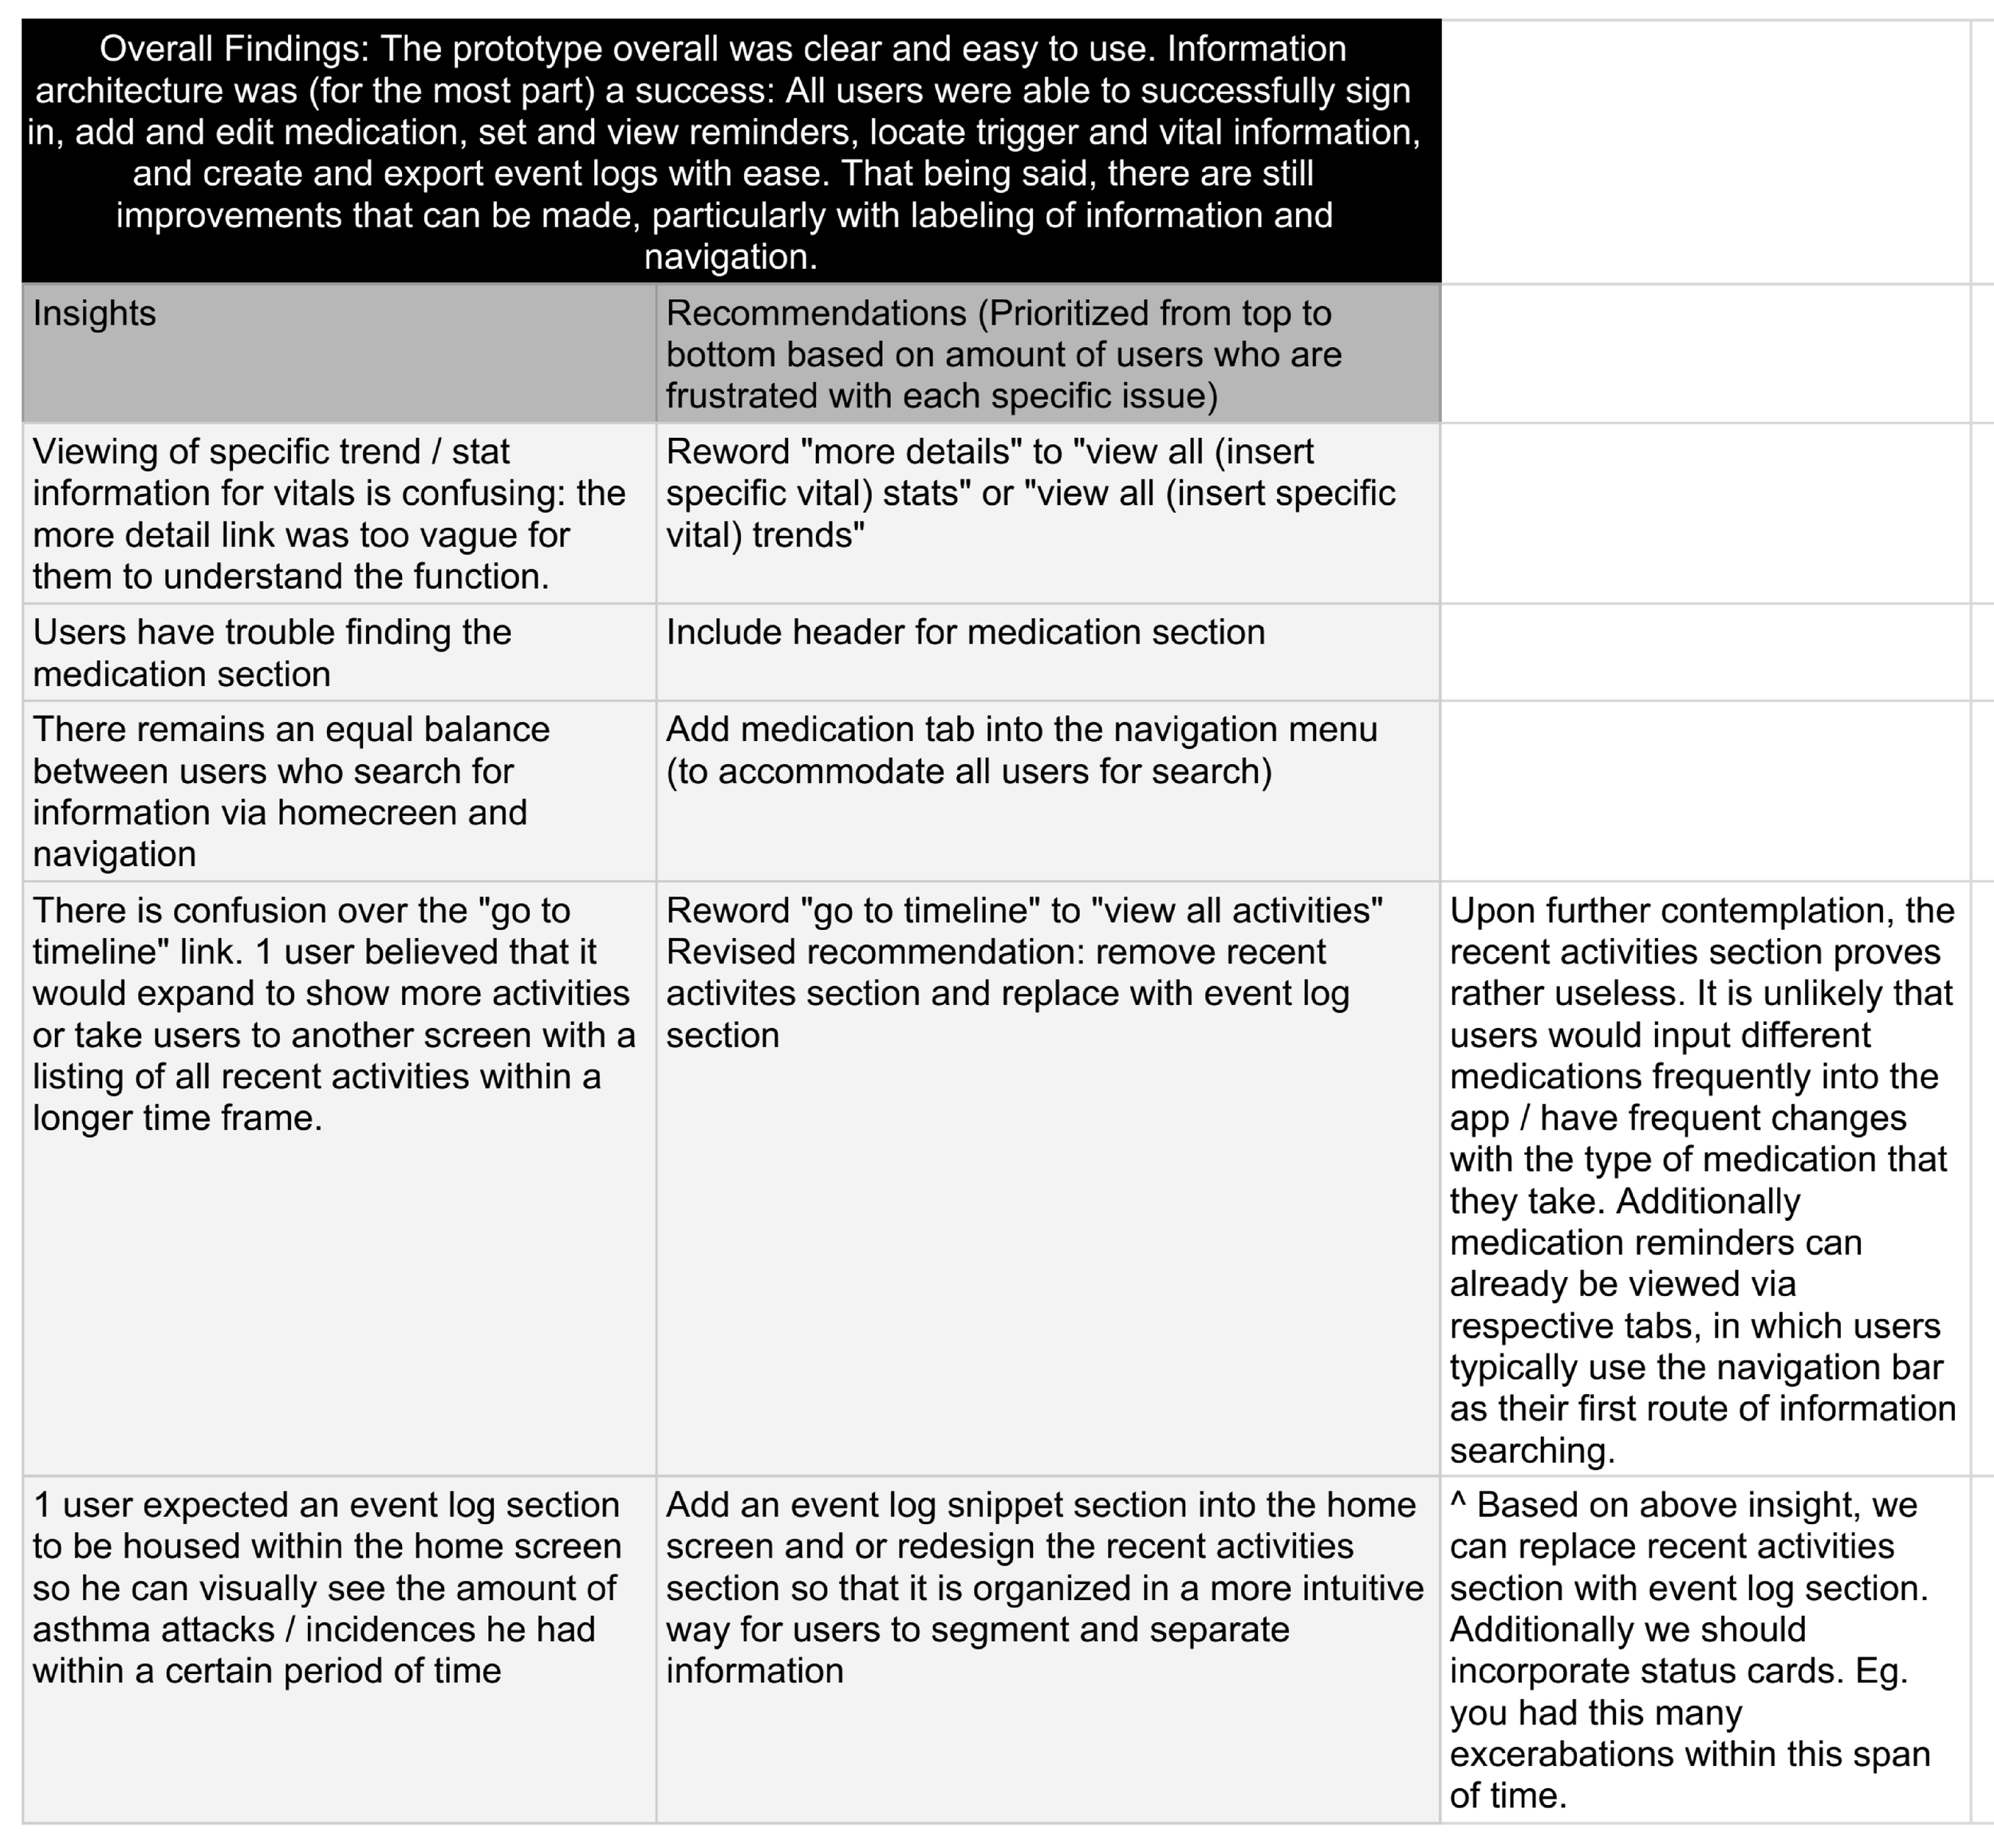 Overall Findings: The prototype overall was clear and easy to use. Information
architecture was (for the most part) a success: All users were able to successfully sign
in, add and edit medication, set and view reminders, locate trigger and vital information,
and create and export event logs with ease. That being said, there are still
improvements that can be made, particularly with labeling of information and
navigation.
Insights
Recommendations (Prioritized from top to
bottom based on amount of users who are
frustrated with each specific issue)
Viewing of specific trend / stat
information for vitals is confusing: the
more detail link was too vague for
them to understand the function.
Reword "more details" to "view all (insert
specific vital) stats" or "view all (insert specific
vital) trends"
Users have trouble finding the
medication section
Include header for medication section
There remains an equal balance
between users who search for
information via homecreen and
navigation
Add medication tab into the navigation menu
(to accommodate all users for search)
There is confusion over the "go to
timeline" link. 1 user believed that it
would expand to show more activities
or take users to another screen with a
listing of all recent activities within a
longer time frame.
Reword "go to timeline" to "view all activities"
Revised recommendation: remove recent
activites section and replace with event log
section
Upon further contemplation, the
recent activities section proves
rather useless. It is unlikely that
users would input different
medications frequently into the
app / have frequent changes
with the type of medication that
they take. Additionally
medication reminders can
already be viewed via
respective tabs, in which users
typically use the navigation bar
as their first route of information
searching.
1 user expected an event log section
to be housed within the home screen
so he can visually see the amount of
asthma attacks / incidences he had
within a certain period of time
Add an event log snippet section into the home
screen and or redesign the recent activities
section so that it is organized in a more intuitive
way for users to segment and separate
information
^ Based on above insight, we
can replace recent activities
section with event log section.
Additionally we should
incorporate status cards. Eg.
you had this many
excerabations within this span
of time.